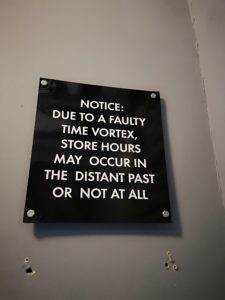 NOTICE:
DUE TO A FAULTY
TIME VORTEX,
STORE HOURS
MAY OCCUR IN
THE DISTANT PAST
OR NOT AT ALL